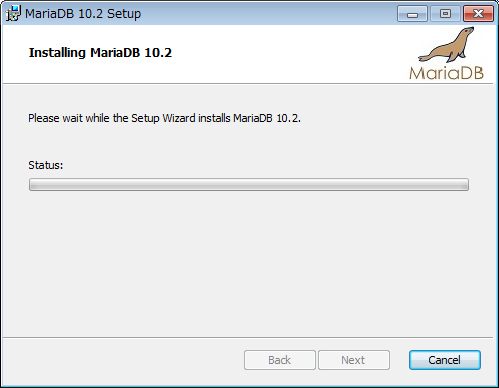 MariaDB 10.2 Setup
Installing MariaDB 10.2
MariaDB
Please wait while the Setup Wizard installs MariaDB 10.2.
Status:
Back Next Cancel